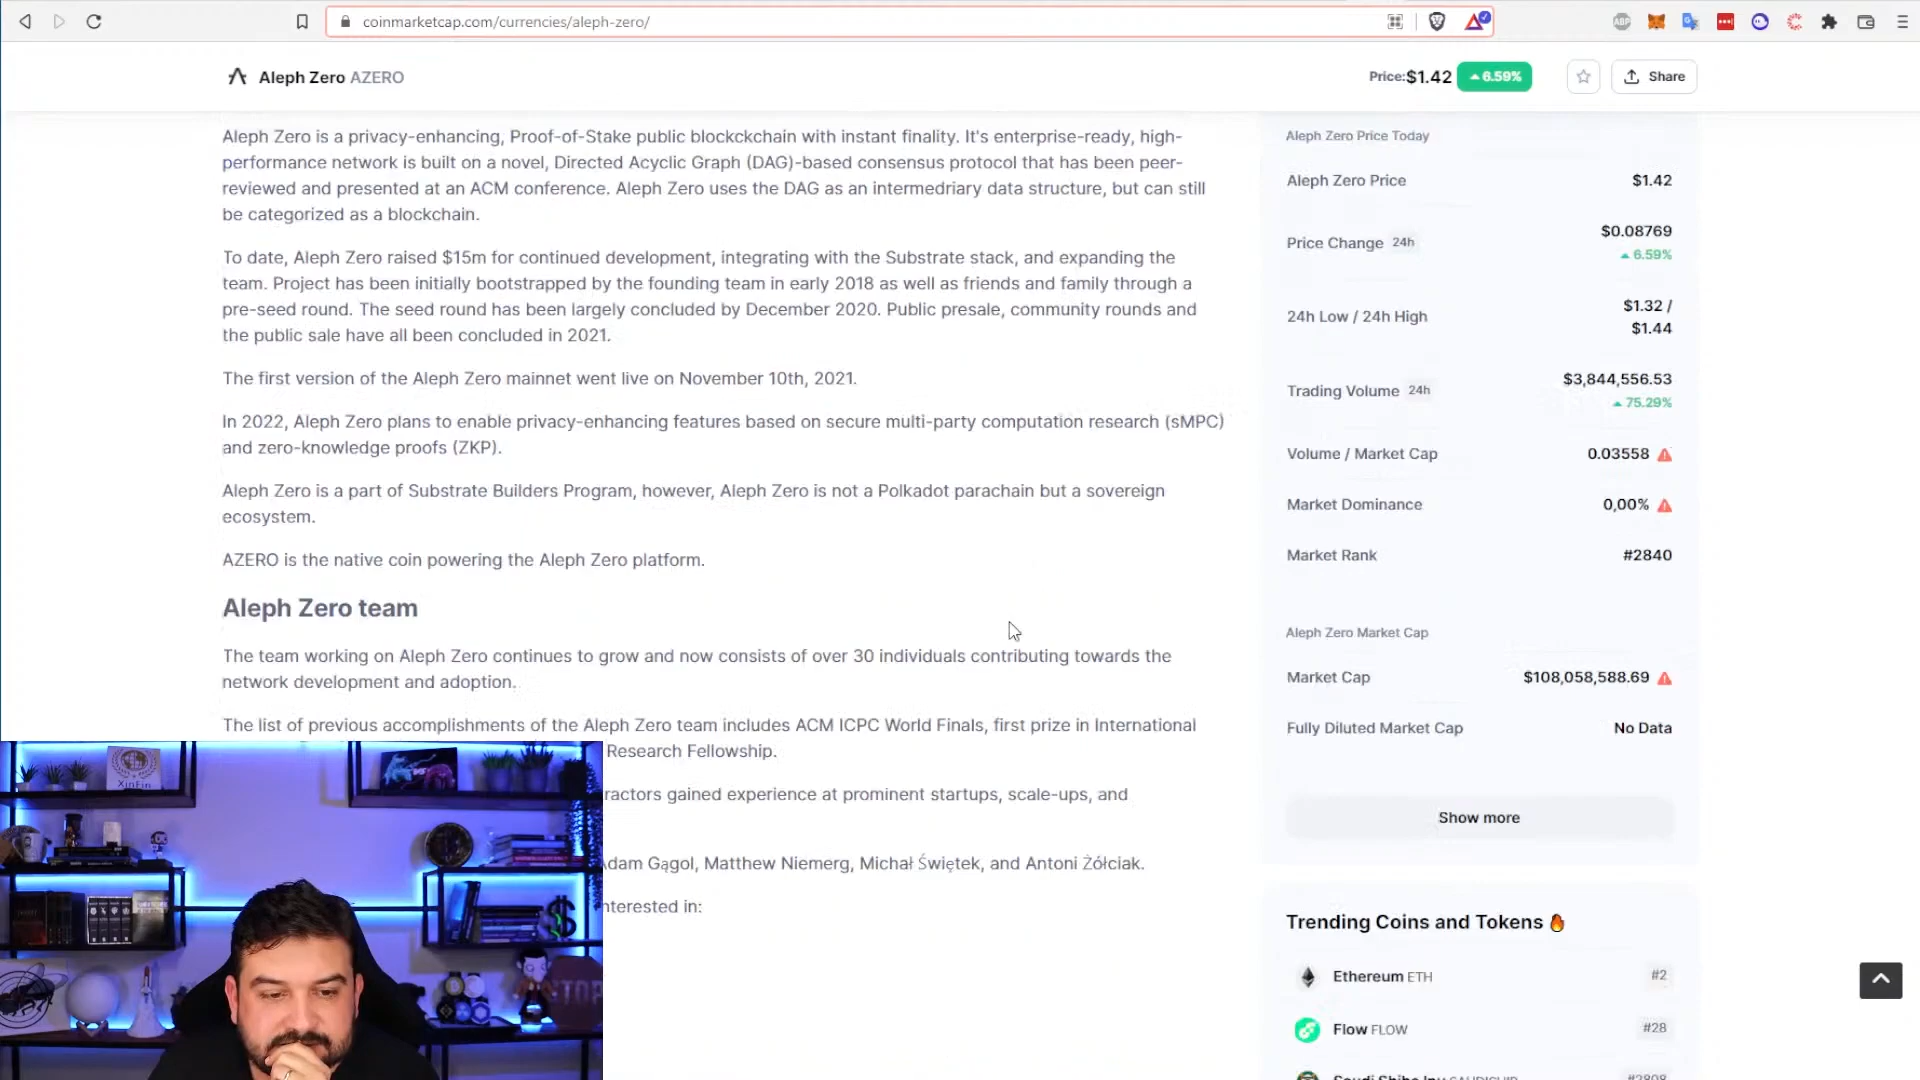 coinmarketcap.com/currencies/aleph-zero/
ABP
Aleph Zero AZERO
Price:$1.42
6.59%
Share
Aleph Zero is a privacy-enhancing, Proof-of-Stake public blockckchain with instant finality. It's enterprise-ready, high-
performance network is built on a novel, Directed Acyclic Graph (DAG)-based consensus protocol that has been peer-
reviewed and presented at an ACM conference. Aleph Zero uses the DAG as an intermedriary data structure, but can still
be categorized as a blockchain.
To date, Aleph Zero raised $15m for continued development, integrating with the Substrate stack, and expanding the
team. Project has been initially bootstrapped by the founding team in early 2018 as well as friends and family through a
pre-seed round. The seed round has been largely concluded by December 2020. Public presale, community rounds and
the public sale have all been concluded in 2021.
The first version of the Aleph Zero mainnet went live on November 10th, 2021.
In 2022, Aleph Zero plans to enable privacy-enhancing features based on secure multi-party computation research (sMPC)
and zero-knowledge proofs (ZKP).
Aleph Zero is a part of Substrate Builders Program, however, Aleph Zero is not a Polkadot parachain but a sovereign
ecosystem.
AZERO is the native coin powering the Aleph Zero platform.
Aleph Zero team
The team working on Aleph Zero continues to grow and now consists of over 30 individuals contributing towards the
network development and adoption.
The list of previous accomplishments of the Aleph Zero team includes ACM ICPC World Finals, first prize in International
Research Fellowship.
ractors gained experience at prominent startups, scale-ups, and
Adam Gągol, Matthew Niemerg, Michał Świętek, and Antoni Żółciak.
nterested in:
Aleph Zero Price Today
Aleph Zero Price
$1.42
Price Change 24h
$0.08769
6.59%
24h Low / 24h High
$1.32 /
$1.44
Trading Volume 24h
$3,844,556.53
75.29%
Volume / Market Cap
0.03558
Market Dominance
0,00%
Market Rank
#2840
Aleph Zero Market Cap
Market Cap
$108,058,588.69
Fully Diluted Market Cap
No Data
Show more
Trending Coins and Tokens
Ethereum ETH
#2
Flow FLOW
#28
Saudi Shiba Inu SAUDISHIB
#2808
XinFin
$